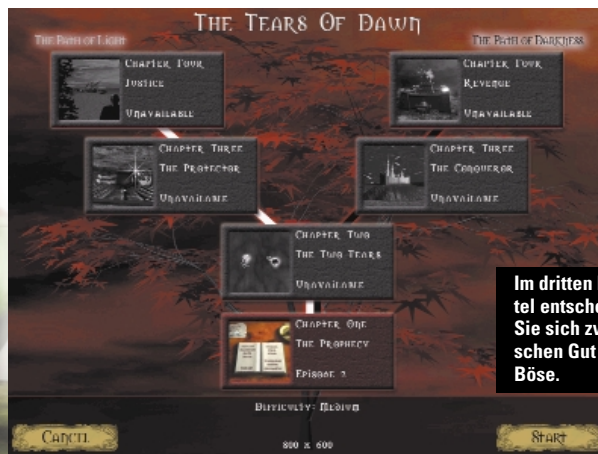 The Tears Of Dawn
The Path of Light
The Path of Darkness
Chapter Four
Justice
Unavailable
Chapter Four
Revenge
Unavailable
Chapter Three
The Protector
Unavailable
Chapter Three
The Conqueror
Unavailable
Chapter Two
The Two Tears
Unavailable
Chapter One
The Prophecy
Episode 2
Difficulty: Medium
Cancel
800 x 600
Start
Im dritten
tel entsche
Sie sich zw
schen Gut
Böse.